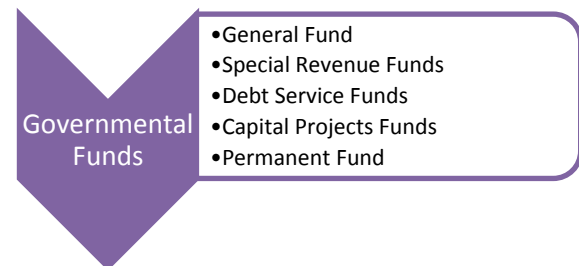 Governmental
Funds
•General Fund
•Special Revenue Funds
•Debt Service Funds
•Capital Projects Funds
•Permanent Fund